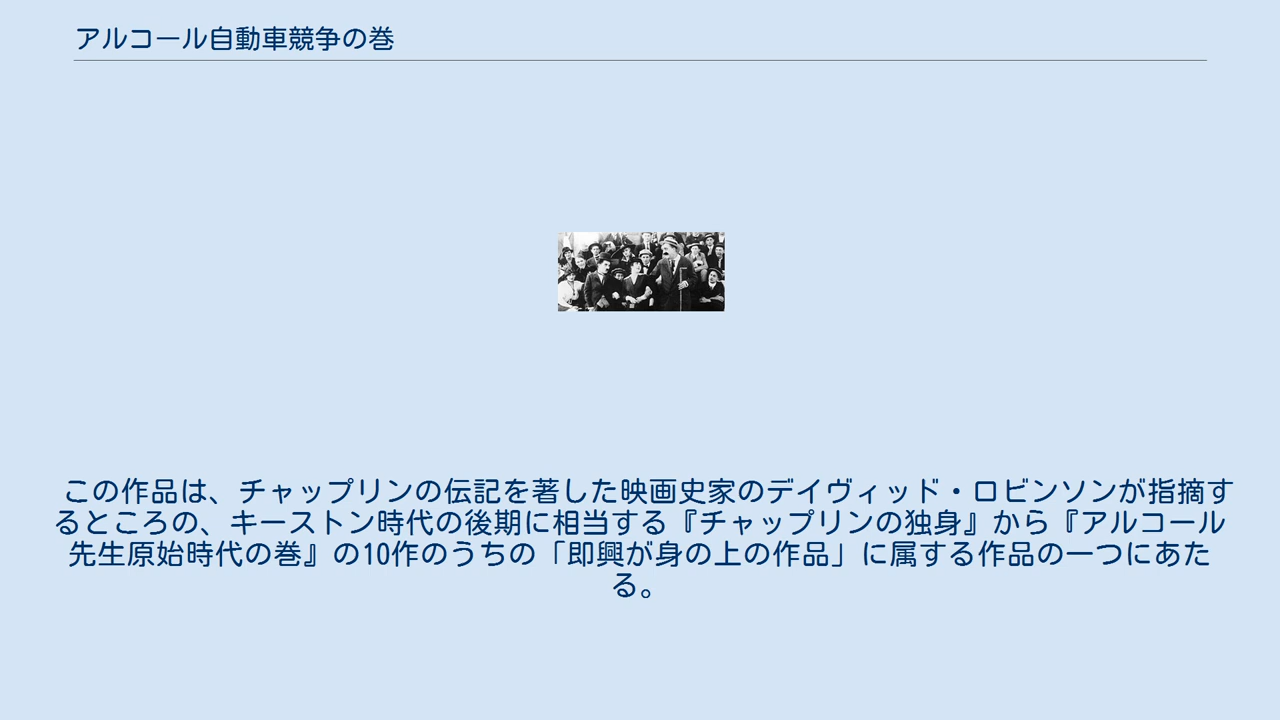 アルコール自動車競争の巻
この作品は、チャップリンの伝記を著した映画史家のデイヴィッド・ロビンソンが指摘す
るところの、キーストン時代の後期に相当する『チャップリンの独身』から『アルコール
先生原始時代の巻』の10作のうちの「即興が身の上の作品」に属する作品の一つにあた
る。